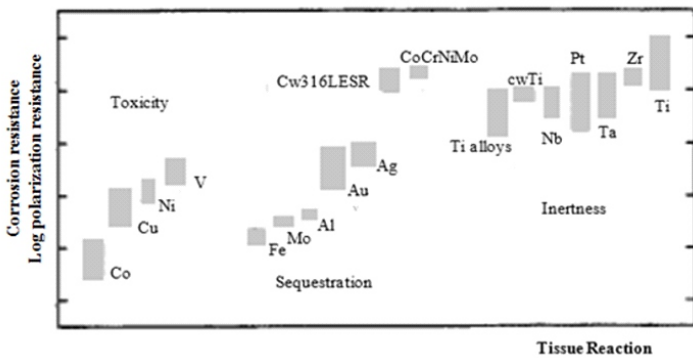 CoCrNiMo
Cw316LESR
Pt
Zr
cwTi
Toxicity
Ti
Nb
Ta
Ti alloys
Ag
V
Au
Ni
Inertness
Al
Cu
Mo
Fe
Co
Sequestration
Corrosion resistance
Log polarization resistance
Tissue Reaction